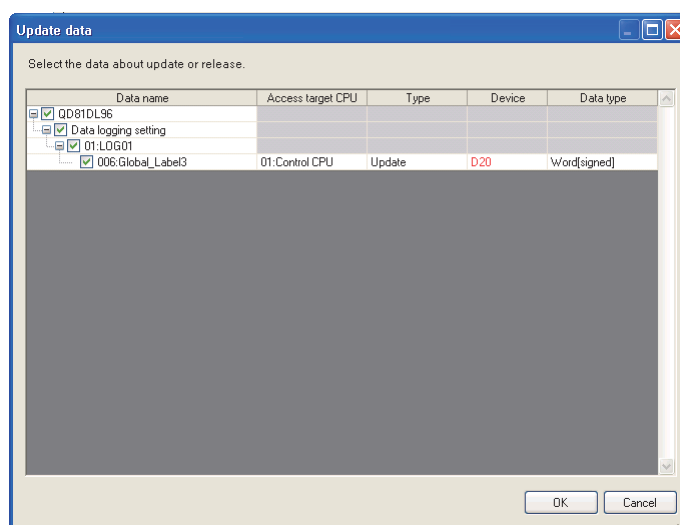 Update data
Select the data about update or release.
Data name Access target CPU Type Device Data type
QD81DL96
Data logging setting
01:LOG01
006:Global_Label3 01:Control CPU Update D20 Word[signed]
OK Cancel